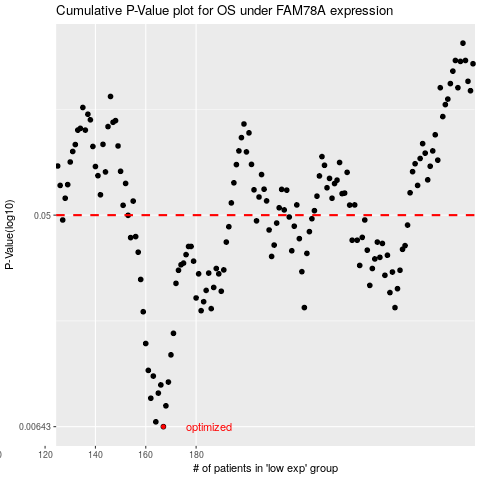 Cumulative P-Value plot for OS under FAM78A expression
P-Value(log10)
0.05
0.00643
optimized
0 120 140 160 180
# of patients in 'low exp' group